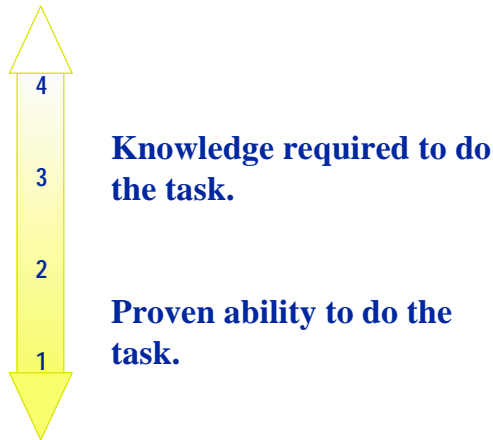 4
Knowledge required to do
3
the task.
2
Proven ability to do the
task.
1